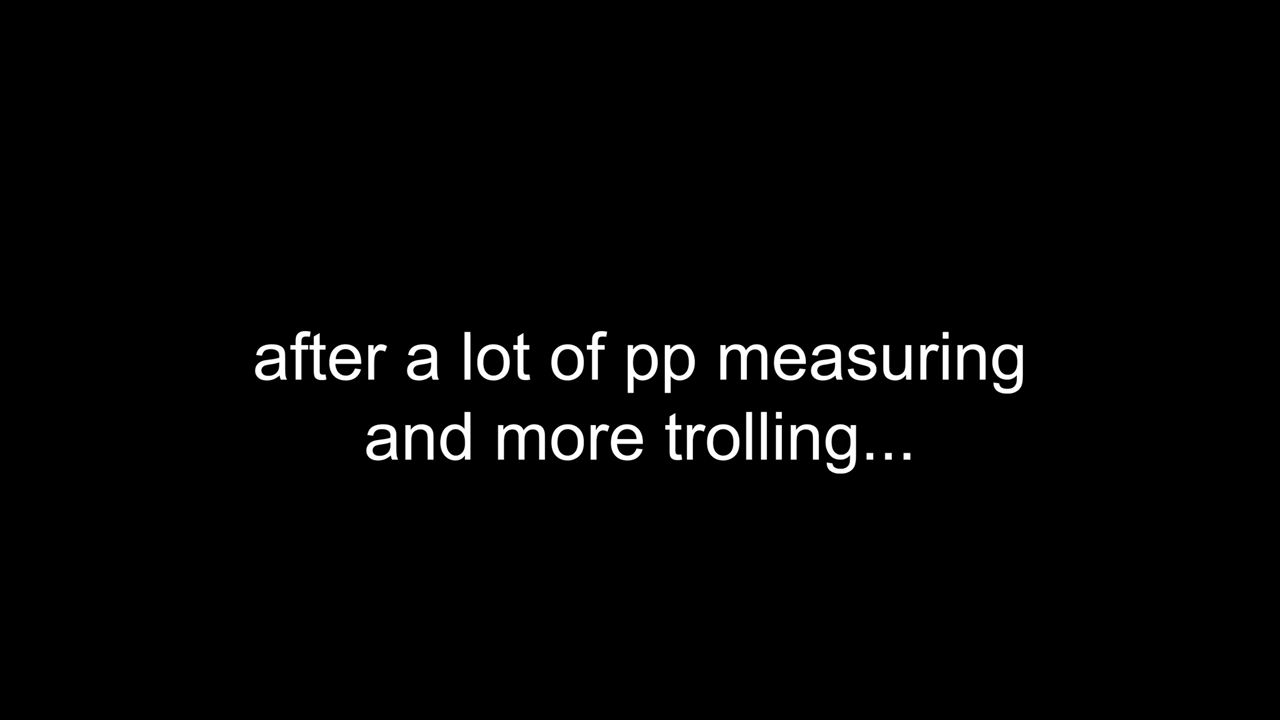 after a lot of pp measuring
and more trolling...